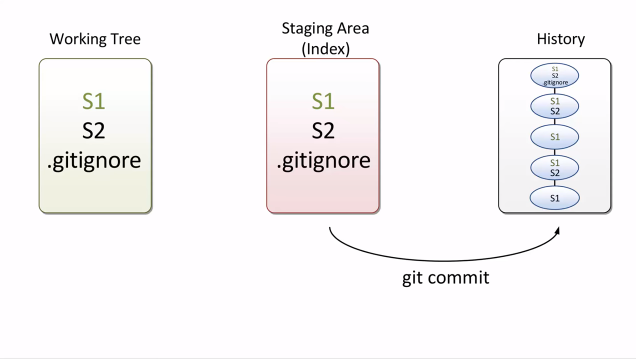 Working Tree
S1
S2
.gitignore
Staging Area
(Index)
S1
S2
.gitignore
History
S1
S2
.gitignore
S1
S2
S1
S1
S2
S1
git commit